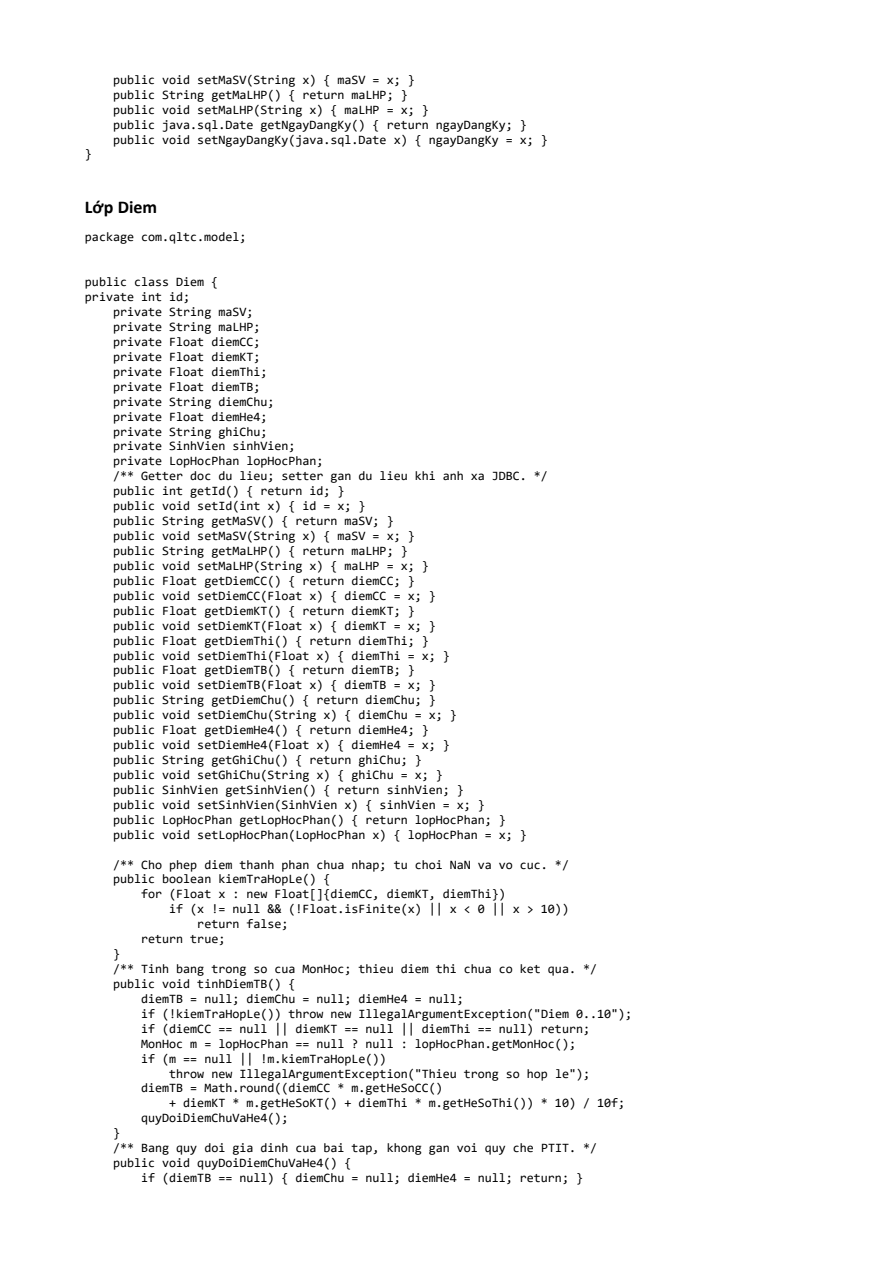 public void setMaSV(String x) { maSV = x; }
    public String getMaLHP() { return maLHP; }
    public void setMaLHP(String x) { maLHP = x; }
    public java.sql.Date getNgayDangKy() { return ngayDangKy; }
    public void setNgayDangKy(java.sql.Date x) { ngayDangKy = x; }
}
Lớp Diem
package com.qltc.model;
public class Diem {
private int id;
    private String maSV;
    private String maLHP;
    private Float diemCC;
    private Float diemKT;
    private Float diemThi;
    private Float diemTB;
    private String diemChu;
    private Float diemHe4;
    private String ghiChu;
    private SinhVien sinhVien;
    private LopHocPhan lopHocPhan;
    /** Getter doc du lieu; setter gan du lieu khi anh xa JDBC. */
    public int getId() { return id; }
    public void setId(int x) { id = x; }
    public String getMaSV() { return maSV; }
    public void setMaSV(String x) { maSV = x; }
    public String getMaLHP() { return maLHP; }
    public void setMaLHP(String x) { maLHP = x; }
    public Float getDiemCC() { return diemCC; }
    public void setDiemCC(Float x) { diemCC = x; }
    public Float getDiemKT() { return diemKT; }
    public void setDiemKT(Float x) { diemKT = x; }
    public Float getDiemThi() { return diemThi; }
    public void setDiemThi(Float x) { diemThi = x; }
    public Float getDiemTB() { return diemTB; }
    public void setDiemTB(Float x) { diemTB = x; }
    public String getDiemChu() { return diemChu; }
    public void setDiemChu(String x) { diemChu = x; }
    public Float getDiemHe4() { return diemHe4; }
    public void setDiemHe4(Float x) { diemHe4 = x; }
    public String getGhiChu() { return ghiChu; }
    public void setGhiChu(String x) { ghiChu = x; }
    public SinhVien getSinhVien() { return sinhVien; }
    public void setSinhVien(SinhVien x) { sinhVien = x; }
    public LopHocPhan getLopHocPhan() { return lopHocPhan; }
    public void setLopHocPhan(LopHocPhan x) { lopHocPhan = x; }
    /** Cho phep diem thanh phan chua nhap; tu choi NaN va vo cuc. */
    public boolean kiemTraHopLe() {
        for (Float x : new Float[]{diemCC, diemKT, diemThi})
            if (x != null && (!Float.isFinite(x) || x < 0 || x > 10))
                return false;
        return true;
    }
    /** Tinh bang trong so cua MonHoc; thieu diem thi chua co ket qua. */
    public void tinhDiemTB() {
        diemTB = null; diemChu = null; diemHe4 = null;
        if (!kiemTraHopLe()) throw new IllegalArgumentException("Diem 0..10");
        if (diemCC == null || diemKT == null || diemThi == null) return;
        MonHoc m = lopHocPhan == null ? null : lopHocPhan.getMonHoc();
        if (m == null || !m.kiemTraHopLe())
            throw new IllegalArgumentException("Thieu trong so hop le");
        diemTB = Math.round((diemCC * m.getHeSoCC()
            + diemKT * m.getHeSoKT() + diemThi * m.getHeSoThi()) * 10) / 10f;
        quyDoiDiemChuVaHe4();
    }
    /** Bang quy doi gia dinh cua bai tap, khong gan voi quy che PTIT. */
    public void quyDoiDiemChuVaHe4() {
        if (diemTB == null) { diemChu = null; diemHe4 = null; return; }